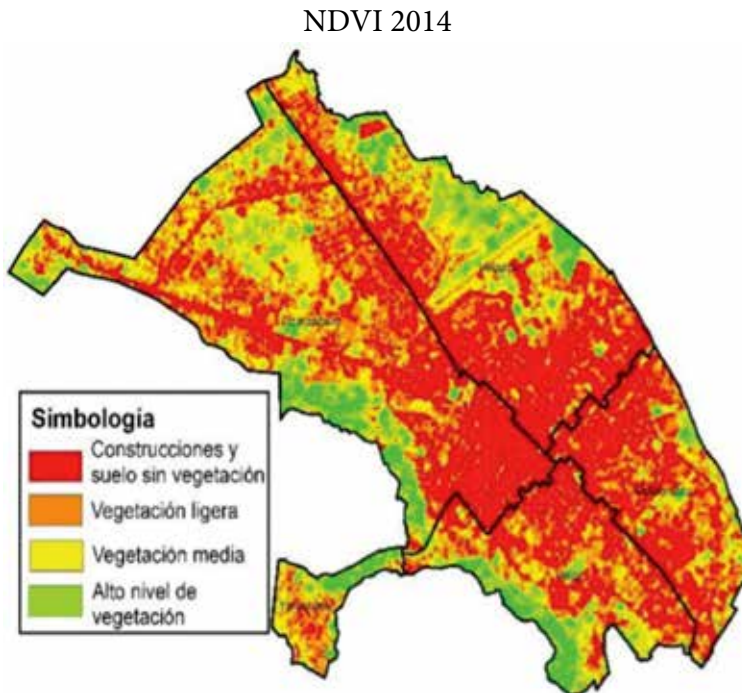 NDVI 2014
Simbología
Construcciones y
suelo sin vegetación
Vegetación ligera
Vegetación media
Alto nivel de
vegetación